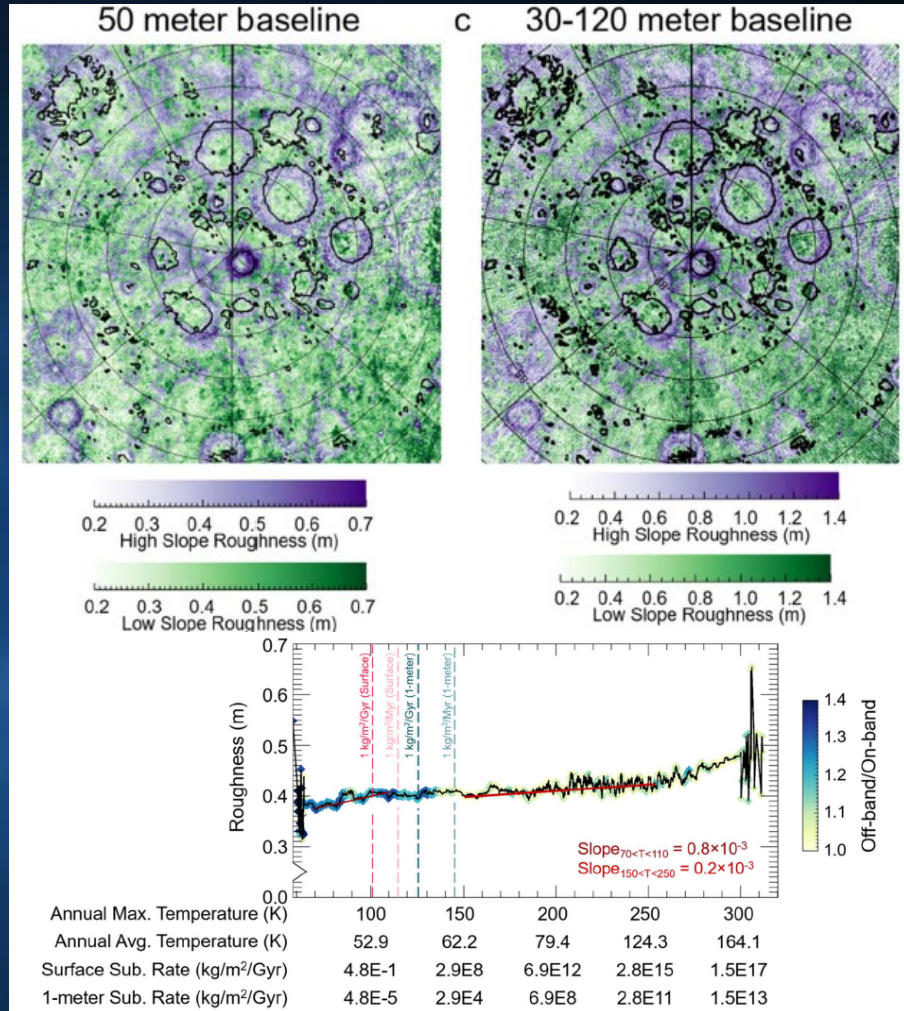 50 meter baseline
c
30-120 meter baseline
0.2 0.3 0.4 0.5 0.6 0.7
High Slope Roughness (m)
0.2 0.3 0.4 0.5 0.6 0.7
Low Slope Roughness (m)
0.2 0.4 0.6 0.8 1.0 1.2 1.4
High Slope Roughness (m)
0.2 0.4 0.6 0.8 1.0 1.2 1.4
Low Slope Roughness (m)
Roughness (m)
0.7
0.6
0.5
0.4
0.3
0.0
1 kg/m²/Gyr (Surface)
1 kg/m²/Myr (Surface)
1 kg/m²/Gyr (1-meter)
1 kg/m²/Myr (1-meter)
Slope70<T<110 = 0.8×10⁻³
Slope150<T<250 = 0.2×10⁻³
1.4
1.3
1.2
1.1
1.0
Off-band/On-band
Annual Max. Temperature (K) 100 150 200 250 300
Annual Avg. Temperature (K) 52.9 62.2 79.4 124.3 164.1
Surface Sub. Rate (kg/m²/Gyr) 4.8E-1 2.9E8 6.9E12 2.8E15 1.5E17
1-meter Sub. Rate (kg/m²/Gyr) 4.8E-5 2.9E4 6.9E8 2.8E11 1.5E13